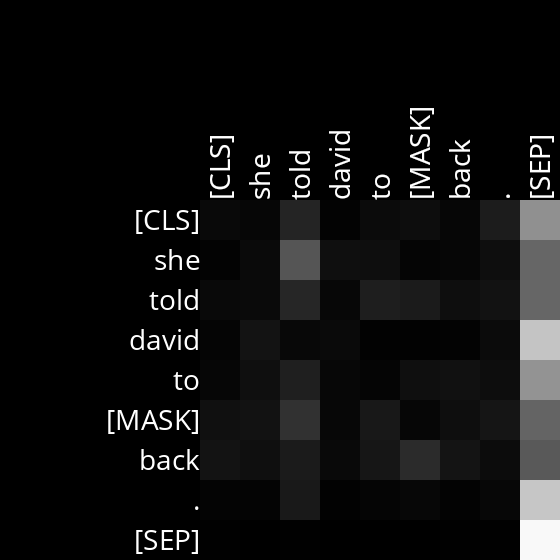 [CLS] she told david to [MASK] back . [SEP]
[CLS]
she
told
david
to
[MASK]
back
.
[SEP]